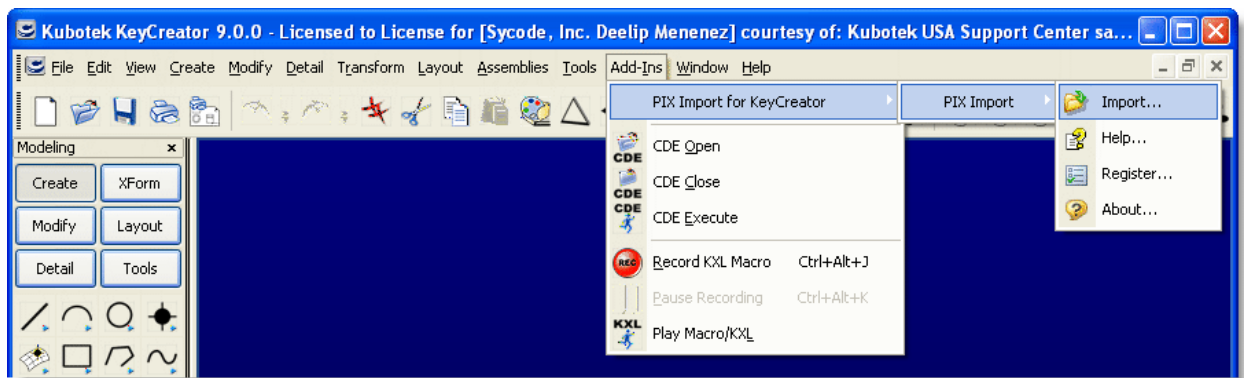 Kubotek KeyCreator 9.0.0 - Licensed to License for [Sycode, Inc. Deelip Menenez] courtesy of: Kubotek USA Support Center sa...
File Edit View Create Modify Detail Transform Layout Assemblies Tools Add-Ins Window Help
PIX Import for KeyCreator PIX Import Import...
Modeling
CDE CDE Open Help...
Create XForm
CDE CDE Close Register...
Modify Layout
CDE CDE Execute About...
Detail Tools
REC Record KXL Macro Ctrl+Alt+J
Pause Recording Ctrl+Alt+K
KXL Play Macro/KXL